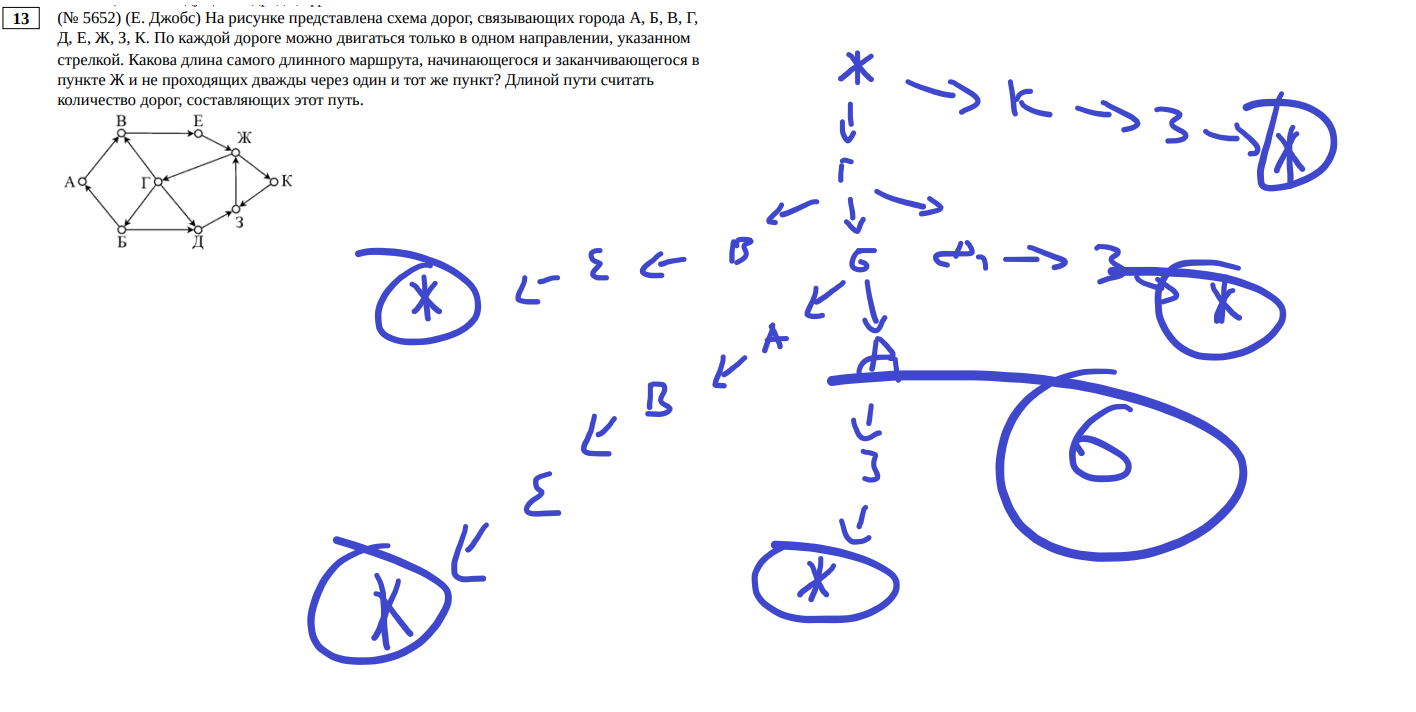 13
(№ 5652) (Е. Джобс) На рисунке представлена схема дорог, связывающих города А, Б, В, Г,
Д, Е, Ж, З, К. По каждой дороге можно двигаться только в одном направлении, указанном
стрелкой. Какова длина самого длинного маршрута, начинающегося и заканчивающегося в
пункте Ж и не проходящих дважды через один и тот же пункт? Длиной пути считать
количество дорог, составляющих этот путь.
В Е
Ж
А Г К
З
Б Д
Ж К З Ж
Г
Ж Е В Б Д З Ж
А Д
В
6
З
Е
Ж Ж